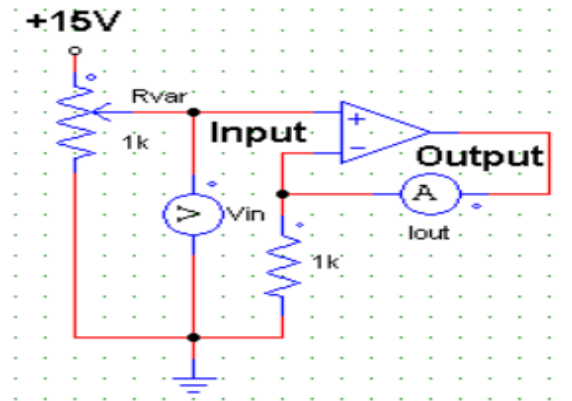 +15V
Rvar
1k
Input
+
−
Output
A
V
Vin
Iout
1k